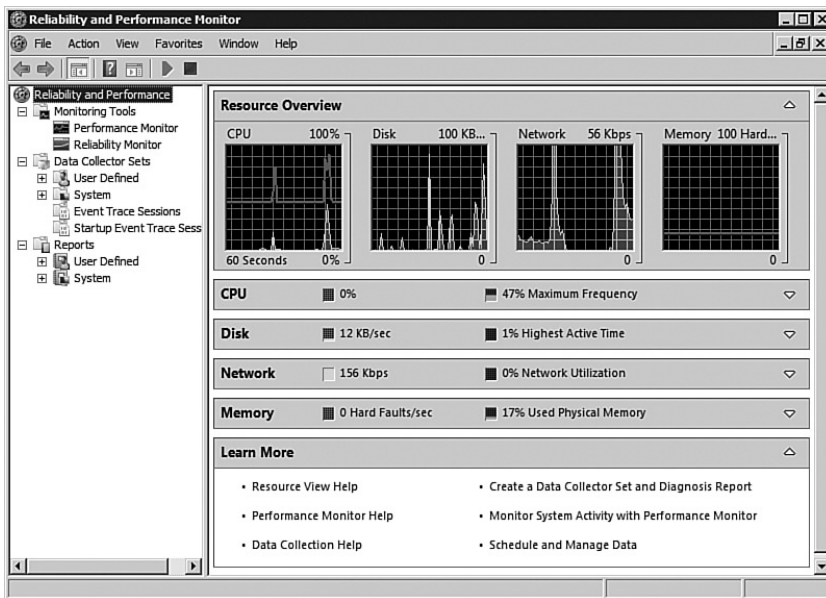 Reliability and Performance Monitor
File Action View Favorites Window Help
Reliability and Performance
Monitoring Tools
Performance Monitor
Reliability Monitor
Data Collector Sets
User Defined
System
Event Trace Sessions
Startup Event Trace Sess
Reports
User Defined
System
Resource Overview
CPU 100% Disk 100 KB... Network 56 Kbps Memory 100 Hard...
60 Seconds 0% 0 0 0
CPU 0% 47% Maximum Frequency
Disk 12 KB/sec 1% Highest Active Time
Network 156 Kbps 0% Network Utilization
Memory 0 Hard Faults/sec 17% Used Physical Memory
Learn More
• Resource View Help • Create a Data Collector Set and Diagnosis Report
• Performance Monitor Help • Monitor System Activity with Performance Monitor
• Data Collection Help • Schedule and Manage Data